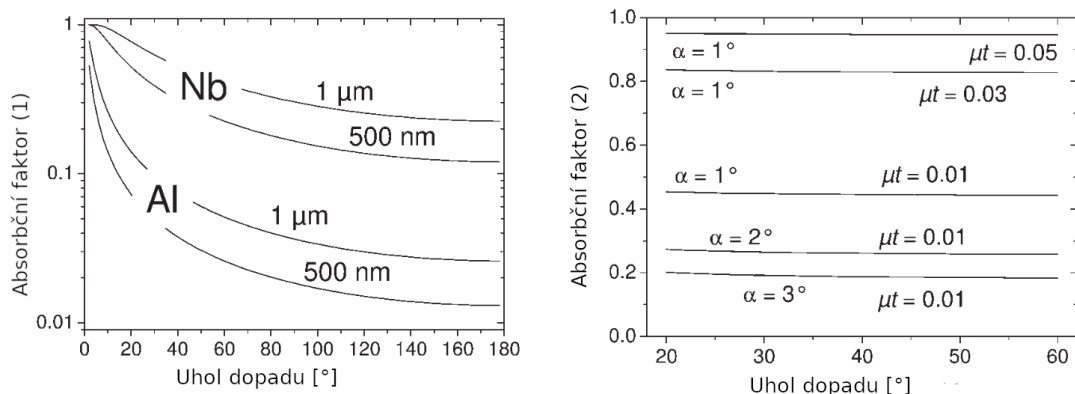 Absorbční faktor (1)
1
0.1
0.01
Nb
Al
1 μm
500 nm
1 μm
500 nm
0 20 40 60 80 100 120 140 160 180
Uhol dopadu [°]
Absorbční faktor (2)
1.0
0.8
0.6
0.4
0.2
0.0
α = 1° μt = 0.05
α = 1° μt = 0.03
α = 1° μt = 0.01
α = 2° μt = 0.01
α = 3° μt = 0.01
20 30 40 50 60
Uhol dopadu [°]